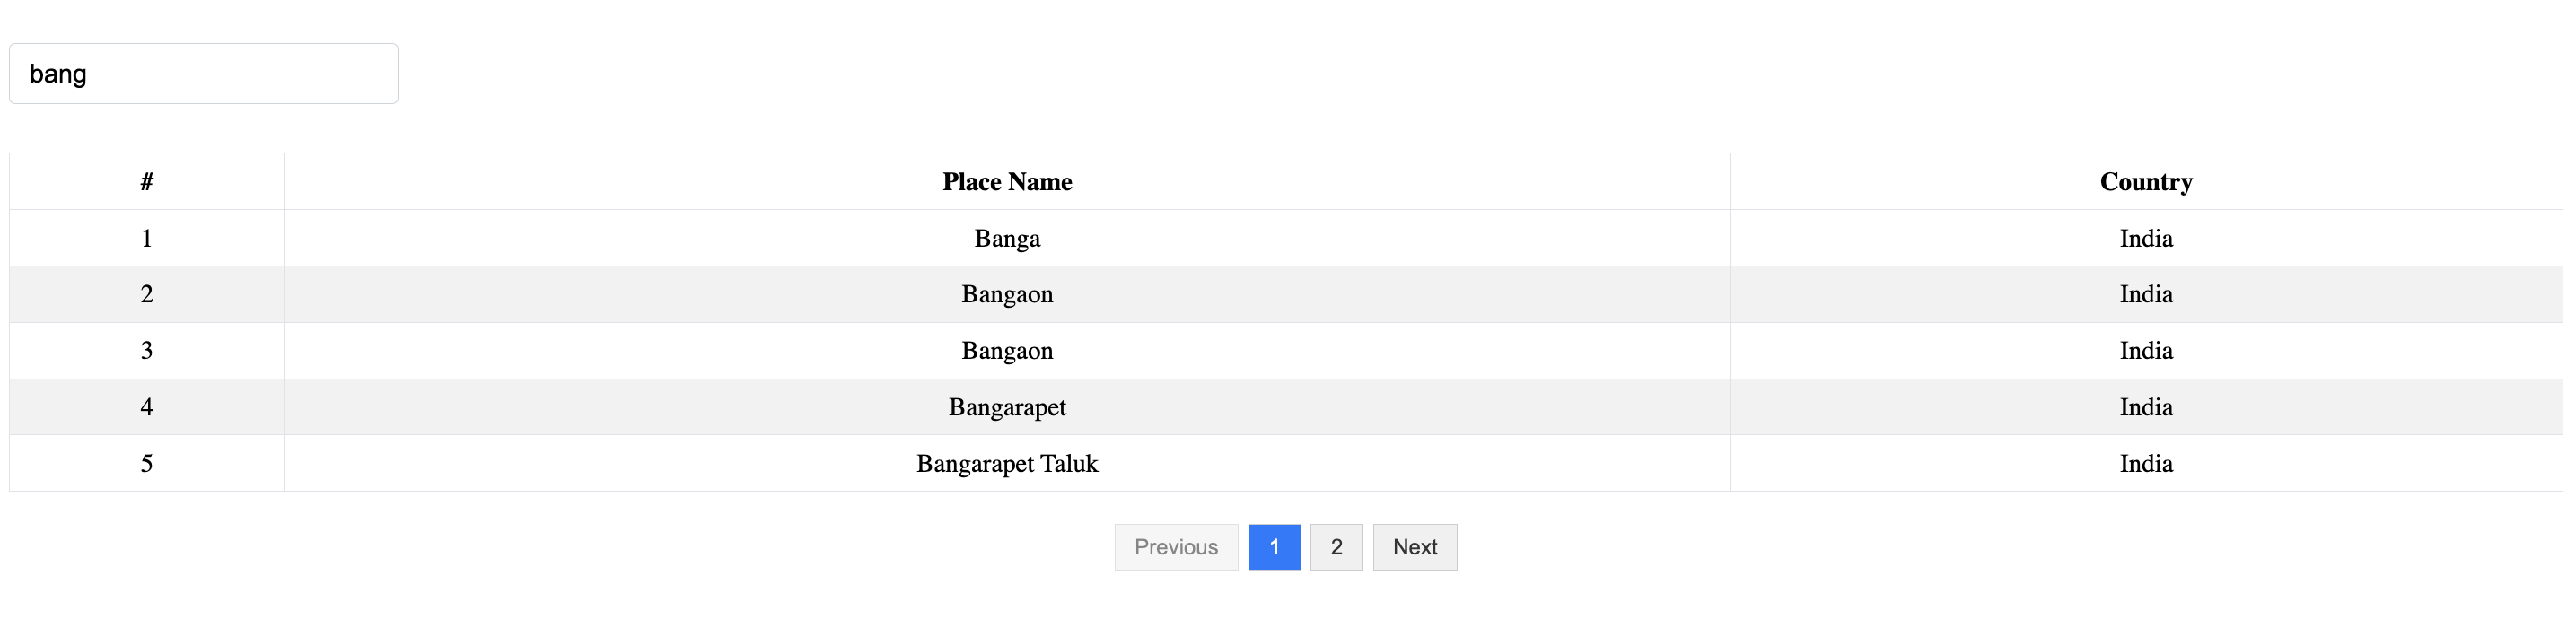 bang
# Place Name Country
1 Banga India
2 Bangaon India
3 Bangaon India
4 Bangarapet India
5 Bangarapet Taluk India
Previous 1 2 Next